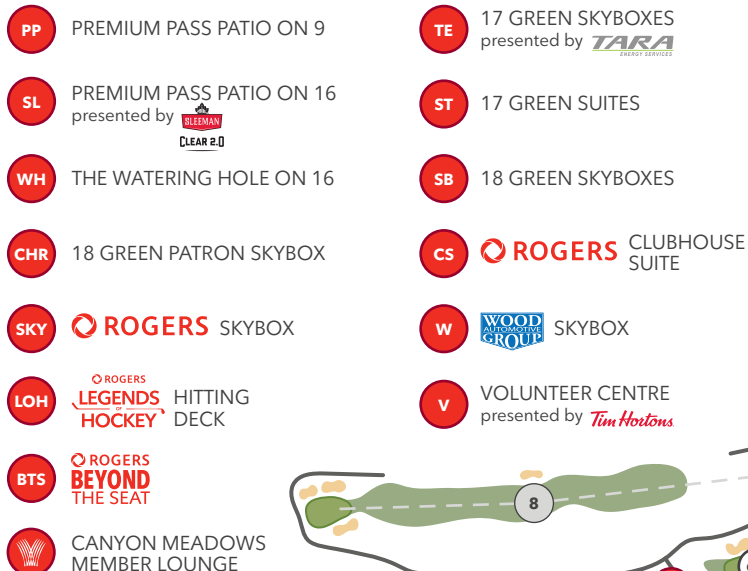 PP PREMIUM PASS PATIO ON 9
SL PREMIUM PASS PATIO ON 16
presented by SLEEMAN
CLEAR 2.0
WH THE WATERING HOLE ON 16
CHR 18 GREEN PATRON SKYBOX
SKY ROGERS SKYBOX
LOH ROGERS
LEGENDS OF HOCKEY
HITTING
DECK
BTS ROGERS
BEYOND
THE SEAT
CANYON MEADOWS
MEMBER LOUNGE
TE 17 GREEN SKYBOXES
presented by TARA
ENERGY SERVICES
ST 17 GREEN SUITES
SB 18 GREEN SKYBOXES
CS ROGERS CLUBHOUSE
SUITE
W WOOD
AUTOMOTIVE
GROUP
SKYBOX
V VOLUNTEER CENTRE
presented by Tim Hortons
8